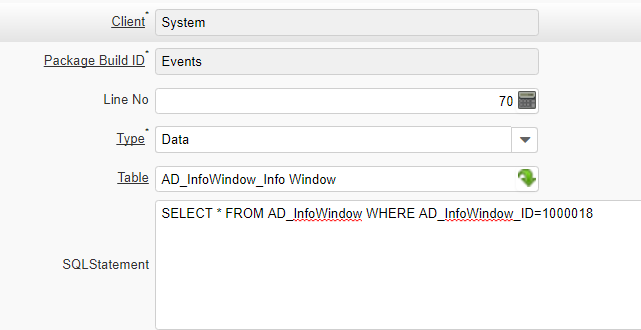 Client* System
Package Build ID* Events
Line No 70
Type* Data
Table AD_InfoWindow_Info Window
SELECT * FROM AD_InfoWindow WHERE AD_InfoWindow_ID=1000018
SQLStatement